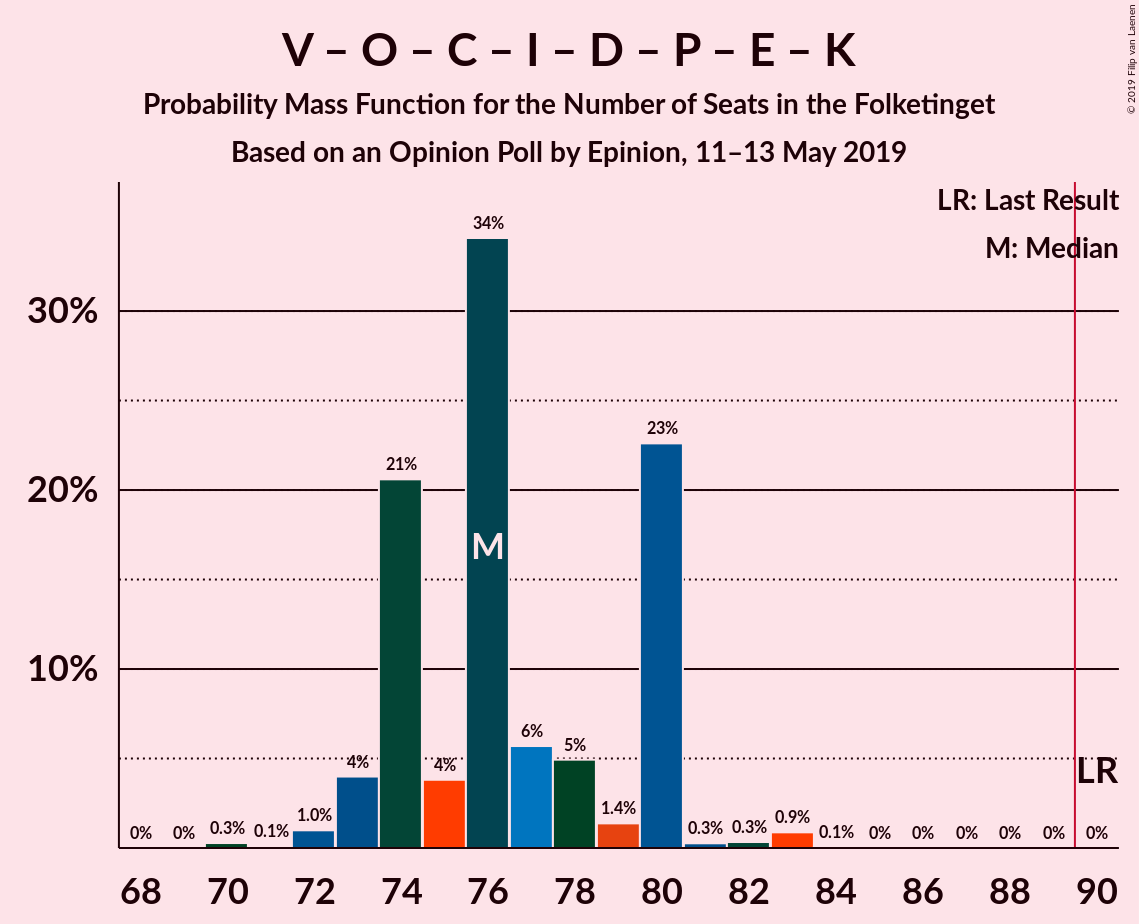 V – O – C – I – D – P – E – K
Probability Mass Function for the Number of Seats in the Folketinget
Based on an Opinion Poll by Epinion, 11–13 May 2019
© 2019 Filip van Laenen
LR: Last Result
M: Median
30%
20%
10%
0% 0% 0.3% 0.1% 1.0% 4% 21% 4% 34% 6% 5% 1.4% 23% 0.3% 0.3% 0.9% 0.1% 0% 0% 0% 0% 0% 0%
M
LR
68 70 72 74 76 78 80 82 84 86 88 90